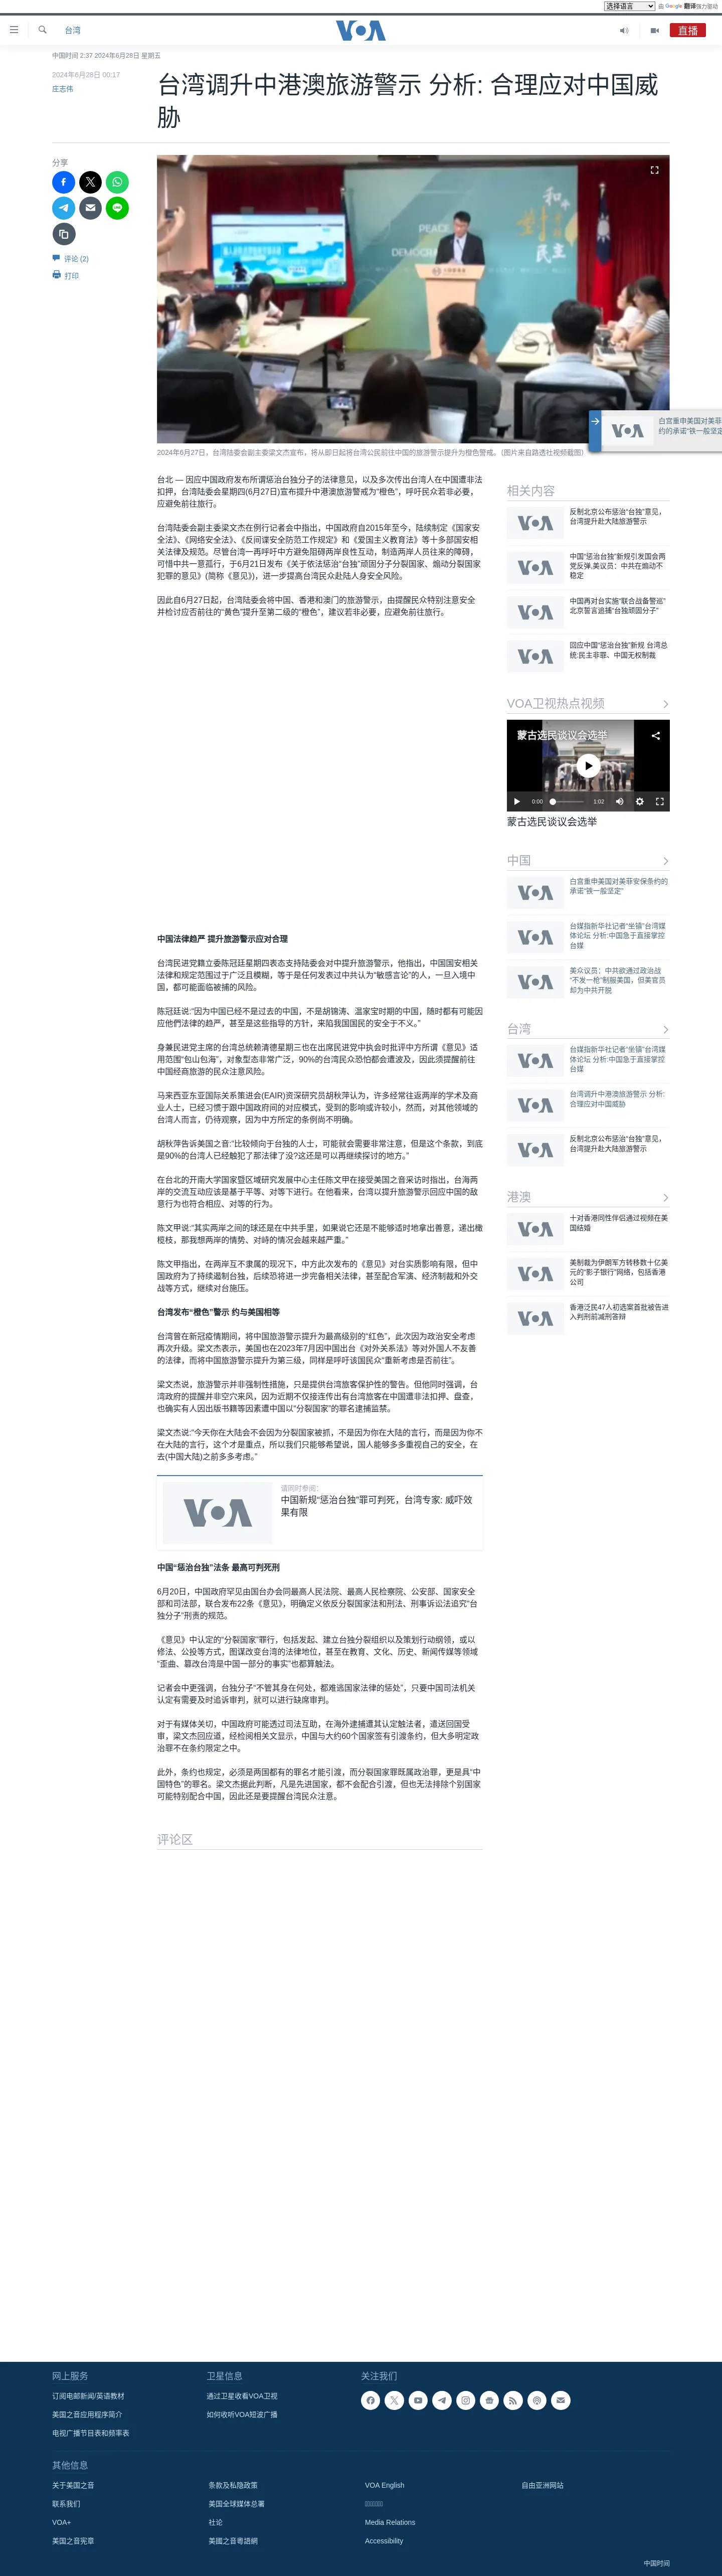 选择语言
由 Google 翻译强力驱动
台湾
VOA
直播
中国时间 2:37 2024年6月28日 星期五
2024年6月28日 00:17
庄志伟
台湾调升中港澳旅游警示 分析: 合理应对中国威
胁
分享
评论 (2)
打印
PEACE
和平
民主
2024年6月27日，台湾陆委会副主委梁文杰宣布，将从即日起将台湾公民前往中国的旅游警示提升为橙色警戒。（图片来自路透社视频截图）
VOA
白宫重申美国对美菲
约的承诺“铁一般坚定
台北 — 因应中国政府发布所谓惩治台独分子的法律意见，以及多次传出台湾人在中国遭非法
扣押，台湾陆委会星期四(6月27日)宣布提升中港澳旅游警戒为“橙色”，呼吁民众若非必要，
应避免前往旅行。
台湾陆委会副主委梁文杰在例行记者会中指出，中国政府自2015年至今，陆续制定《国家安
全法》、《网络安全法》、《反间谍安全防范工作规定》和《爱国主义教育法》等十多部国安相
关法律及规范。尽管台湾一再呼吁中方避免阻碍两岸良性互动，制造两岸人员往来的障碍，
可惜中共一意孤行，于6月21日发布《关于依法惩治“台独”顽固分子分裂国家、煽动分裂国家
犯罪的意见》(简称《意见》)，进一步提高台湾民众赴陆人身安全风险。
因此自6月27日起，台湾陆委会将中国、香港和澳门的旅游警示，由提醒民众特别注意安全
并检讨应否前往的“黄色”提升至第二级的“橙色”，建议若非必要，应避免前往旅行。
中国法律趋严 提升旅游警示应对合理
台湾民进党籍立委陈冠廷星期四表态支持陆委会对中提升旅游警示，他指出，中国国安相关
法律和规定范围过于广泛且模糊，等于是任何发表过中共认为“敏感言论”的人，一旦入境中
国，都可能面临被捕的风险。
陈冠廷说:“因为中国已经不是过去的中国，不是胡锦涛、温家宝时期的中国，随时都有可能因
应他們法律的趋严，甚至是这些指导的方针，来陷我国国民的安全于不义。”
身兼民进党主席的台湾总统赖清德星期三也在出席民进党中执会时批评中方所谓《意见》适
用范围“包山包海”，对象型态非常广泛，90%的台湾民众恐怕都会遭波及，因此须提醒前往
中国经商旅游的民众注意风险。
马来西亚东亚国际关系策进会(EAIR)资深研究员胡秋萍认为，许多经常往返两岸的学术及商
业人士，已经习惯于跟中国政府间的对应模式，受到的影响或许较小，然而，对其他领域的
台湾人而言，仍待观察，因为中方所定的条例尚不明确。
胡秋萍告诉美国之音:“比较倾向于台独的人士，可能就会需要非常注意，但是这个条款，到底
是90%的台湾人已经触犯了那法律了没?这还是可以再继续探讨的地方。”
在台北的开南大学国家暨区域研究发展中心主任陈文甲在接受美国之音采访时指出，台海两
岸的交流互动应该是基于平等、对等下进行。在他看来，台湾以提升旅游警示回应中国的敌
意行为也符合相应、对等的行为。
陈文甲说:“其实两岸之间的球还是在中共手里，如果说它还是不能够适时地拿出善意，递出橄
榄枝，那我想两岸的情势、对峙的情况会越来越严重。”
陈文甲指出，在两岸互不隶属的现况下，中方此次发布的《意见》对台实质影响有限，但中
国政府为了持续遏制台独，后续恐将进一步完备相关法律，甚至配合军演、经济制裁和外交
战等方式，继续对台施压。
台湾发布“橙色”警示 约与美国相等
台湾曾在新冠疫情期间，将中国旅游警示提升为最高级别的“红色”，此次因为政治安全考虑
再次升级。梁文杰表示，美国也在2023年7月因中国出台《对外关系法》等对外国人不友善
的法律，而将中国旅游警示提升为第三级，同样是呼吁该国民众“重新考虑是否前往”。
梁文杰说，旅游警示并非强制性措施，只是提供台湾旅客保护性的警告。但他同时强调，台
湾政府的提醒并非空穴来风，因为近期不仅接连传出有台湾旅客在中国遭非法扣押、盘查，
也确实有人因出版书籍等因素遭中国以“分裂国家”的罪名逮捕监禁。
梁文杰说:“今天你在大陆会不会因为分裂国家被抓，不是因为你在大陆的言行，而是因为你不
在大陆的言行，这个才是重点，所以我们只能够希望说，国人能够多多重视自己的安全，在
去(中国大陆)之前多多考虑。”
VOA
请同时参阅：
中国新规“惩治台独”罪可判死，台湾专家: 威吓效
果有限
中国“惩治台独”法条 最高可判死刑
6月20日，中国政府罕见由国台办会同最高人民法院、最高人民检察院、公安部、国家安全
部和司法部，联合发布22条《意见》，明确定义依反分裂国家法和刑法、刑事诉讼法追究“台
独分子”刑责的规范。
《意见》中认定的“分裂国家”罪行，包括发起、建立台独分裂组织以及策划行动纲领，或以
修法、公投等方式，图谋改变台湾的法律地位，甚至在教育、文化、历史、新闻传媒等领域
“歪曲、篡改台湾是中国一部分的事实”也都算触法。
记者会中更强调，台独分子“不管其身在何处，都难逃国家法律的惩处”，只要中国司法机关
认定有需要及时追诉审判，就可以进行缺席审判。
对于有媒体关切，中国政府可能透过司法互助，在海外逮捕遭其认定触法者，遣送回国受
审，梁文杰回应道，经检阅相关文显示，中国与大约60个国家签有引渡条约，但大多明定政
治罪不在条约限定之中。
此外，条约也规定，必须是两国都有的罪名才能引渡，而分裂国家罪既属政治罪，更是具“中
国特色”的罪名。梁文杰据此判断，凡是先进国家，都不会配合引渡，但也无法排除个别国家
可能特别配合中国，因此还是要提醒台湾民众注意。
评论区
相关内容
VOA
反制北京公布惩治“台独”意见，
台湾提升赴大陆旅游警示
VOA
中国“惩治台独”新规引发国会两
党反弹,美议员：中共在煽动不
稳定
VOA
中国再对台实施“联合战备警巡”
北京誓言追捕“台独顽固分子”
VOA
回应中国“惩治台独”新规 台湾总
统:民主非罪、中国无权制裁
VOA卫视热点视频
蒙古选民谈议会选举
0:00
1:02
蒙古选民谈议会选举
中国
VOA
白宫重申美国对美菲安保条约的
承诺“铁一般坚定”
VOA
台媒指新华社记者“坐镇”台湾媒
体论坛 分析:中国急于直接掌控
台媒
VOA
美众议员：中共欲通过政治战
“不发一枪”制服美国，但美官员
却为中共开脱
台湾
VOA
台媒指新华社记者“坐镇”台湾媒
体论坛 分析:中国急于直接掌控
台媒
VOA
台湾调升中港澳旅游警示 分析:
合理应对中国威胁
VOA
反制北京公布惩治“台独”意见，
台湾提升赴大陆旅游警示
港澳
VOA
十对香港同性伴侣通过视频在美
国结婚
VOA
美制裁为伊朗军方转移数十亿美
元的“影子银行”网络，包括香港
公司
VOA
香港泛民47人初选案首批被告进
入判刑前减刑答辩
网上服务
订阅电邮新闻/英语教材
美国之音应用程序简介
电视广播节目表和频率表
卫星信息
通过卫星收看VOA卫视
如何收听VOA短波广播
关注我们
其他信息
关于美国之音
条款及私隐政策
VOA English
自由亚洲网站
联系我们
美国全球媒体总署
VOA+
社论
Media Relations
美国之音宪章
美國之音粵語網
Accessibility
中国时间